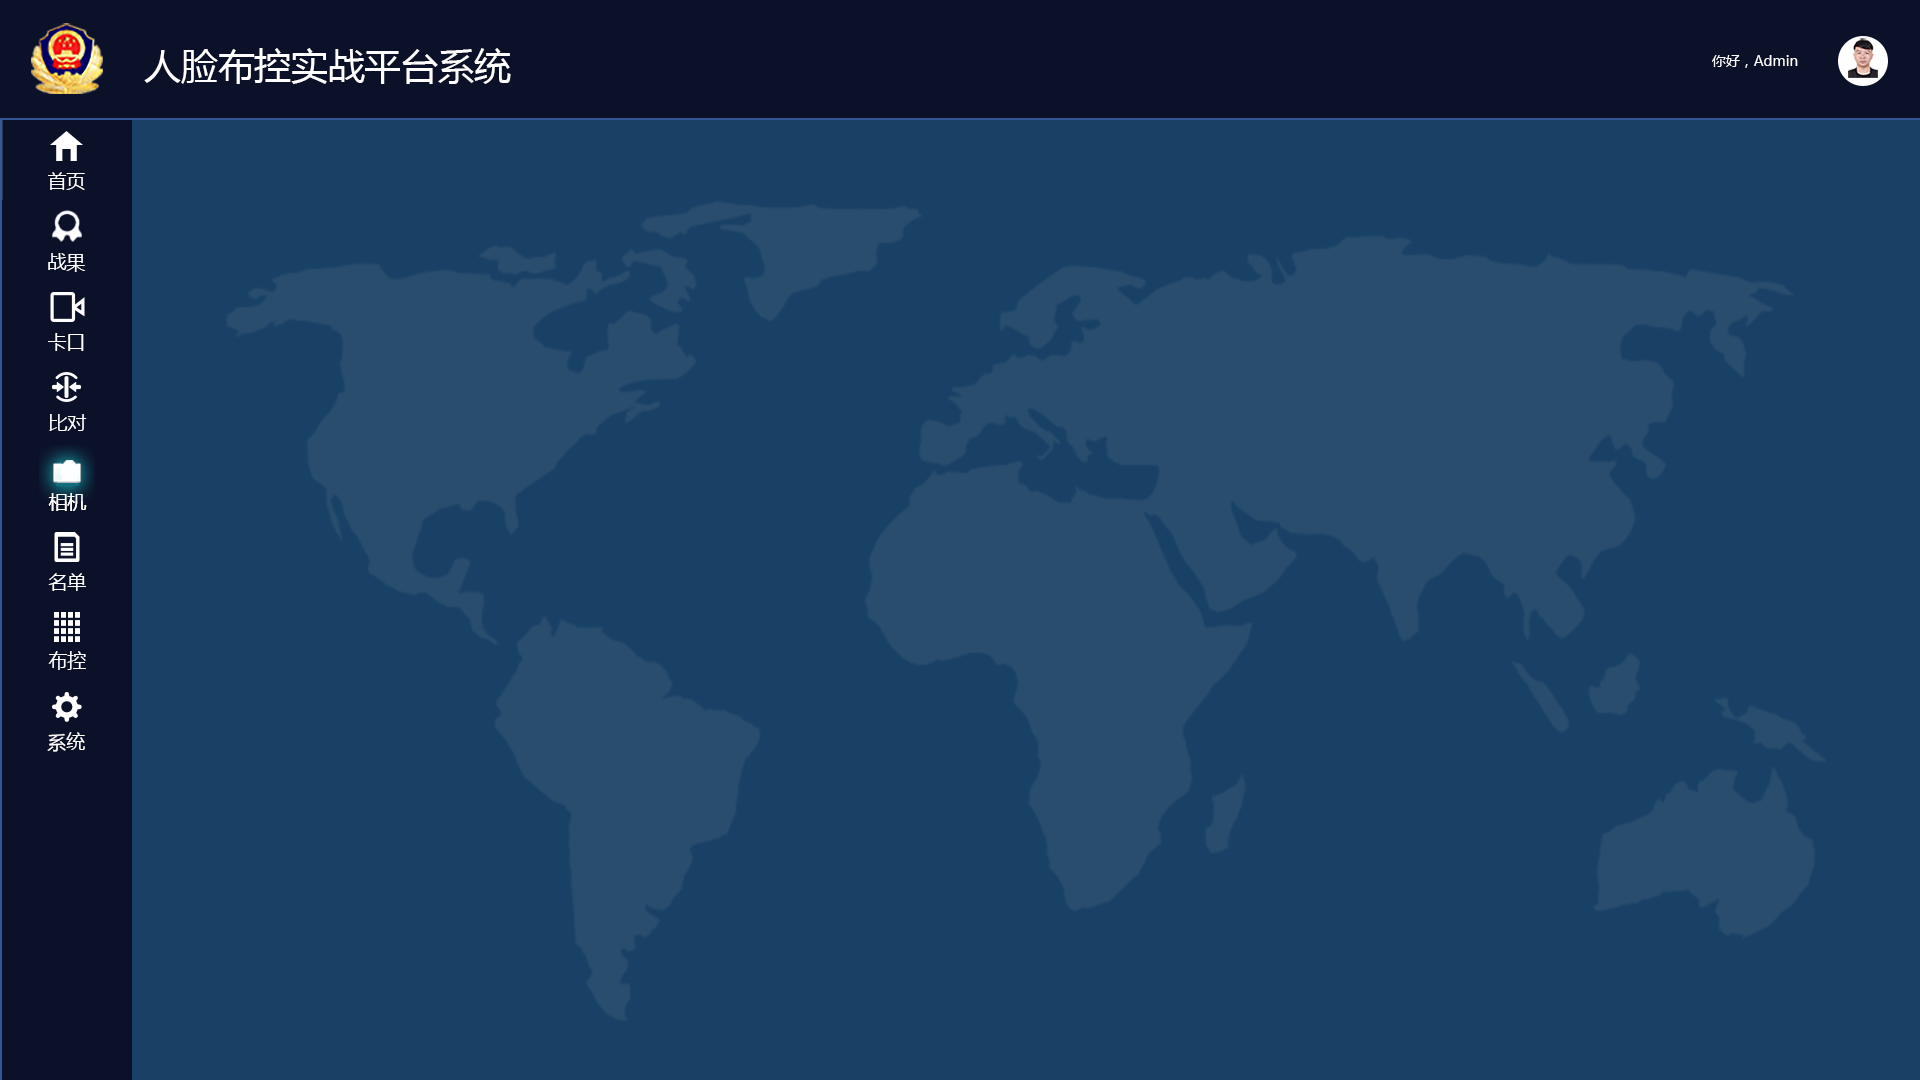 人脸布控实战平台系统
你好，Admin
首页
战果
卡口
比对
相机
名单
布控
系统